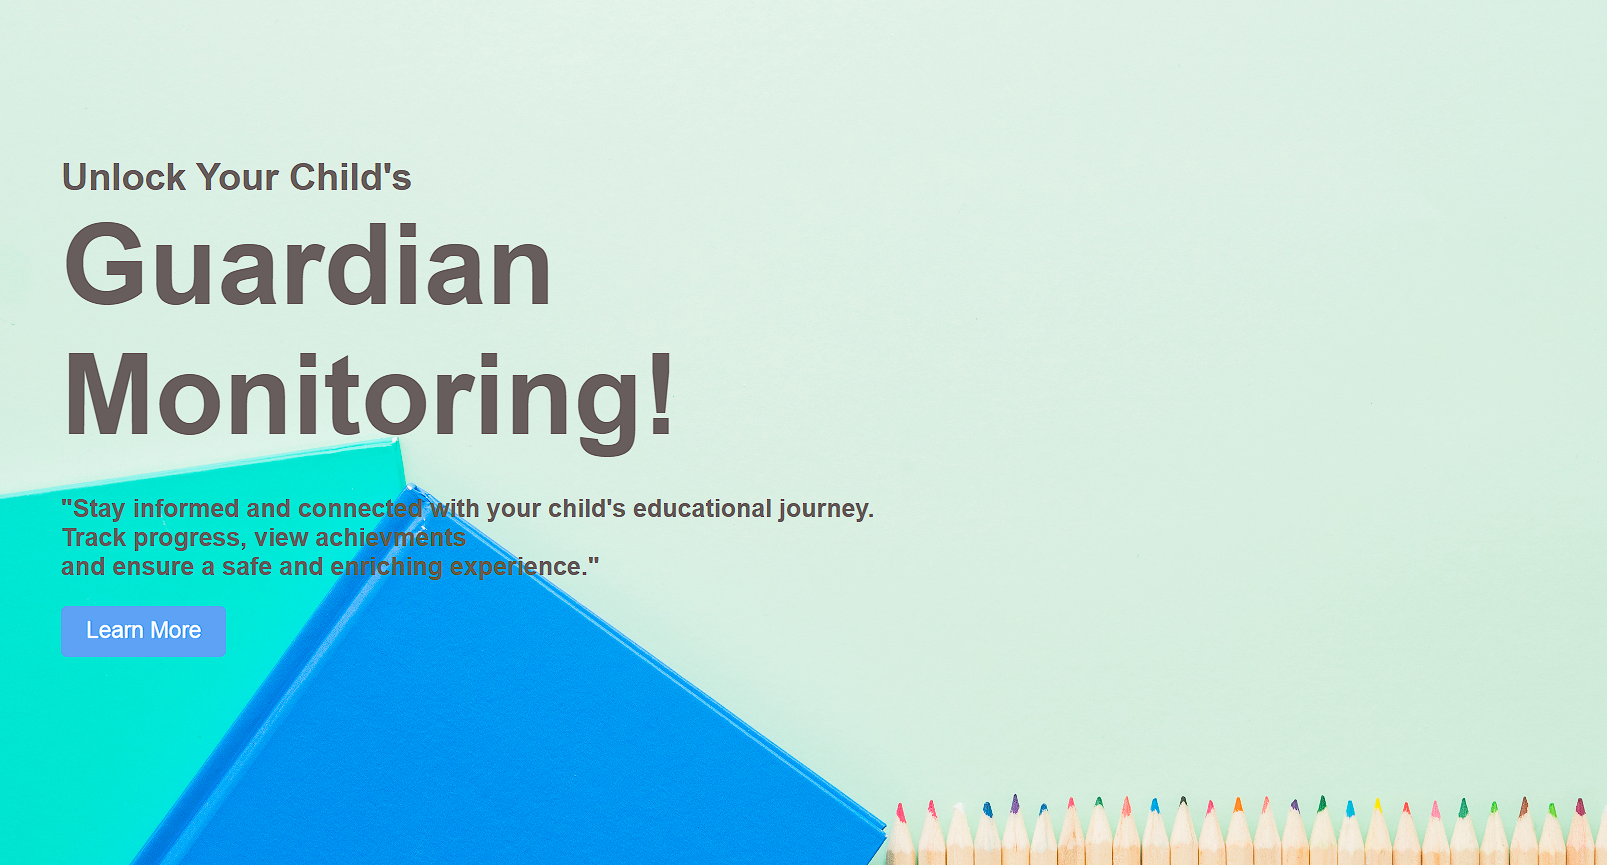 Unlock Your Child's
Guardian
Monitoring!
"Stay informed and connected with your child's educational journey.
Track progress, view achievments
and ensure a safe and enriching experience."
Learn More